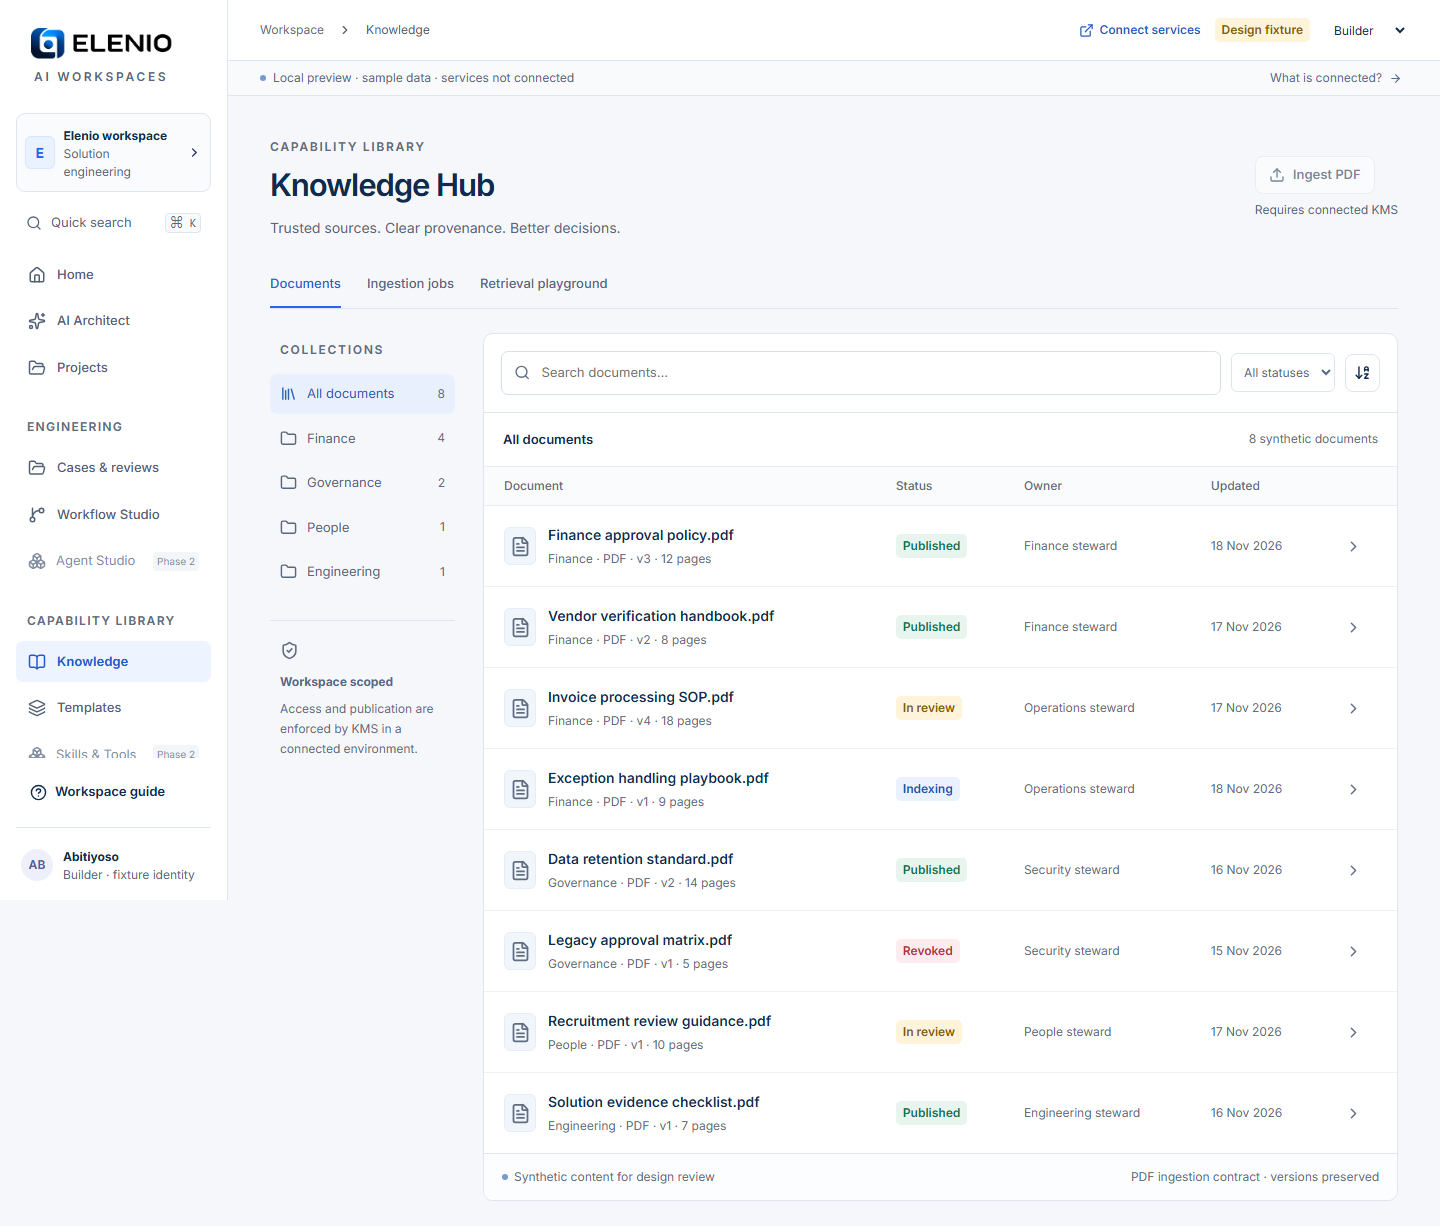 ELENIO
AI WORKSPACES
E
Elenio workspace
Solution
engineering
Quick search
⌘ K
Home
AI Architect
Projects
ENGINEERING
Cases & reviews
Workflow Studio
Agent Studio
Phase 2
CAPABILITY LIBRARY
Knowledge
Templates
Skills & Tools
Phase 2
Workspace guide
AB
Abitiyoso
Builder · fixture identity
Workspace
Knowledge
Connect services
Design fixture
Builder
Local preview · sample data · services not connected
What is connected?
CAPABILITY LIBRARY
Knowledge Hub
Trusted sources. Clear provenance. Better decisions.
Ingest PDF
Requires connected KMS
Documents
Ingestion jobs
Retrieval playground
COLLECTIONS
All documents 8
Finance 4
Governance 2
People 1
Engineering 1
Workspace scoped
Access and publication are
enforced by KMS in a
connected environment.
Search documents...
All statuses
All documents
8 synthetic documents
Document Status Owner Updated
Finance approval policy.pdf
Finance · PDF · v3 · 12 pages
Published
Finance steward
18 Nov 2026
Vendor verification handbook.pdf
Finance · PDF · v2 · 8 pages
Published
Finance steward
17 Nov 2026
Invoice processing SOP.pdf
Finance · PDF · v4 · 18 pages
In review
Operations steward
17 Nov 2026
Exception handling playbook.pdf
Finance · PDF · v1 · 9 pages
Indexing
Operations steward
18 Nov 2026
Data retention standard.pdf
Governance · PDF · v2 · 14 pages
Published
Security steward
16 Nov 2026
Legacy approval matrix.pdf
Governance · PDF · v1 · 5 pages
Revoked
Security steward
15 Nov 2026
Recruitment review guidance.pdf
People · PDF · v1 · 10 pages
In review
People steward
17 Nov 2026
Solution evidence checklist.pdf
Engineering · PDF · v1 · 7 pages
Published
Engineering steward
16 Nov 2026
Synthetic content for design review
PDF ingestion contract · versions preserved